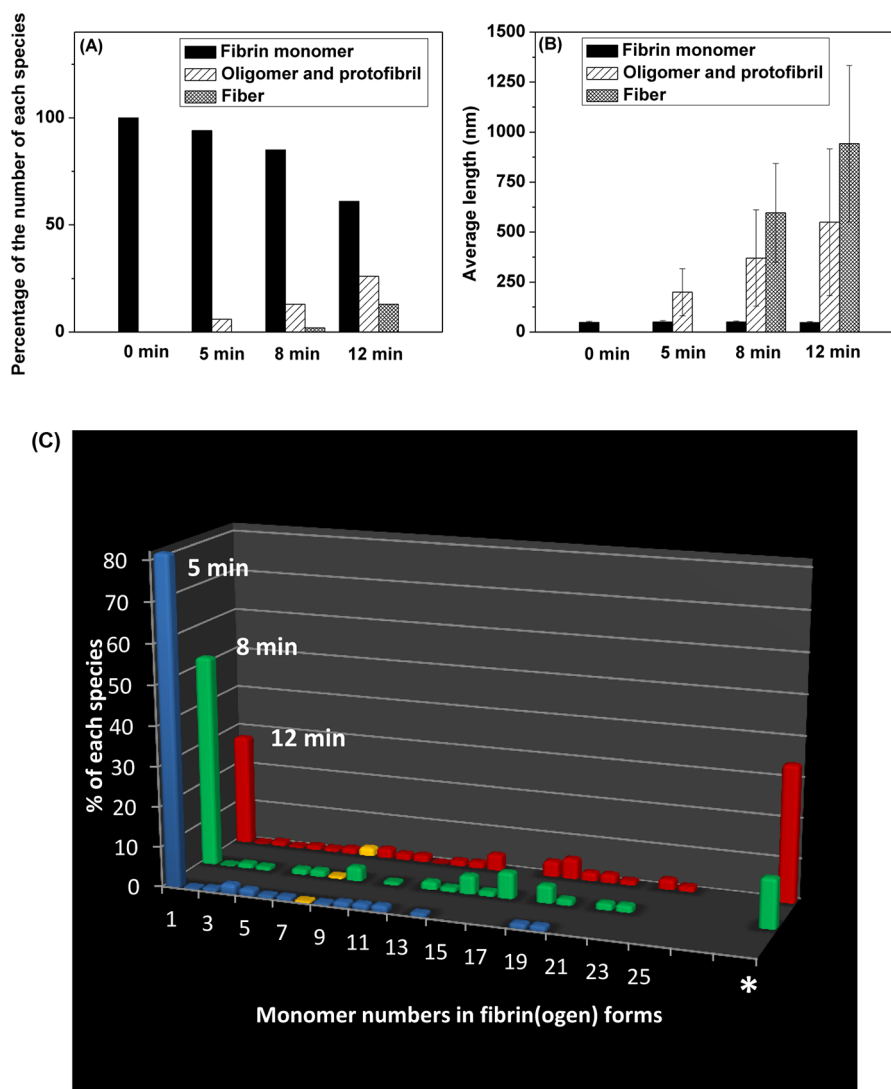 (A)
Fibrin monomer
Oligomer and protofibril
Fiber
Percentage of the number of each species
100
50
0
0 min
5 min
8 min
12 min
(B)
Fibrin monomer
Oligomer and protofibril
Fiber
Average length (nm)
1500
1250
1000
750
500
250
0
0 min
5 min
8 min
12 min
(C)
% of each species
80
70
60
50
40
30
20
10
0
5 min
8 min
12 min
1
3
5
7
9
11
13
15
17
19
21
23
25
*
Monomer numbers in fibrin(ogen) forms